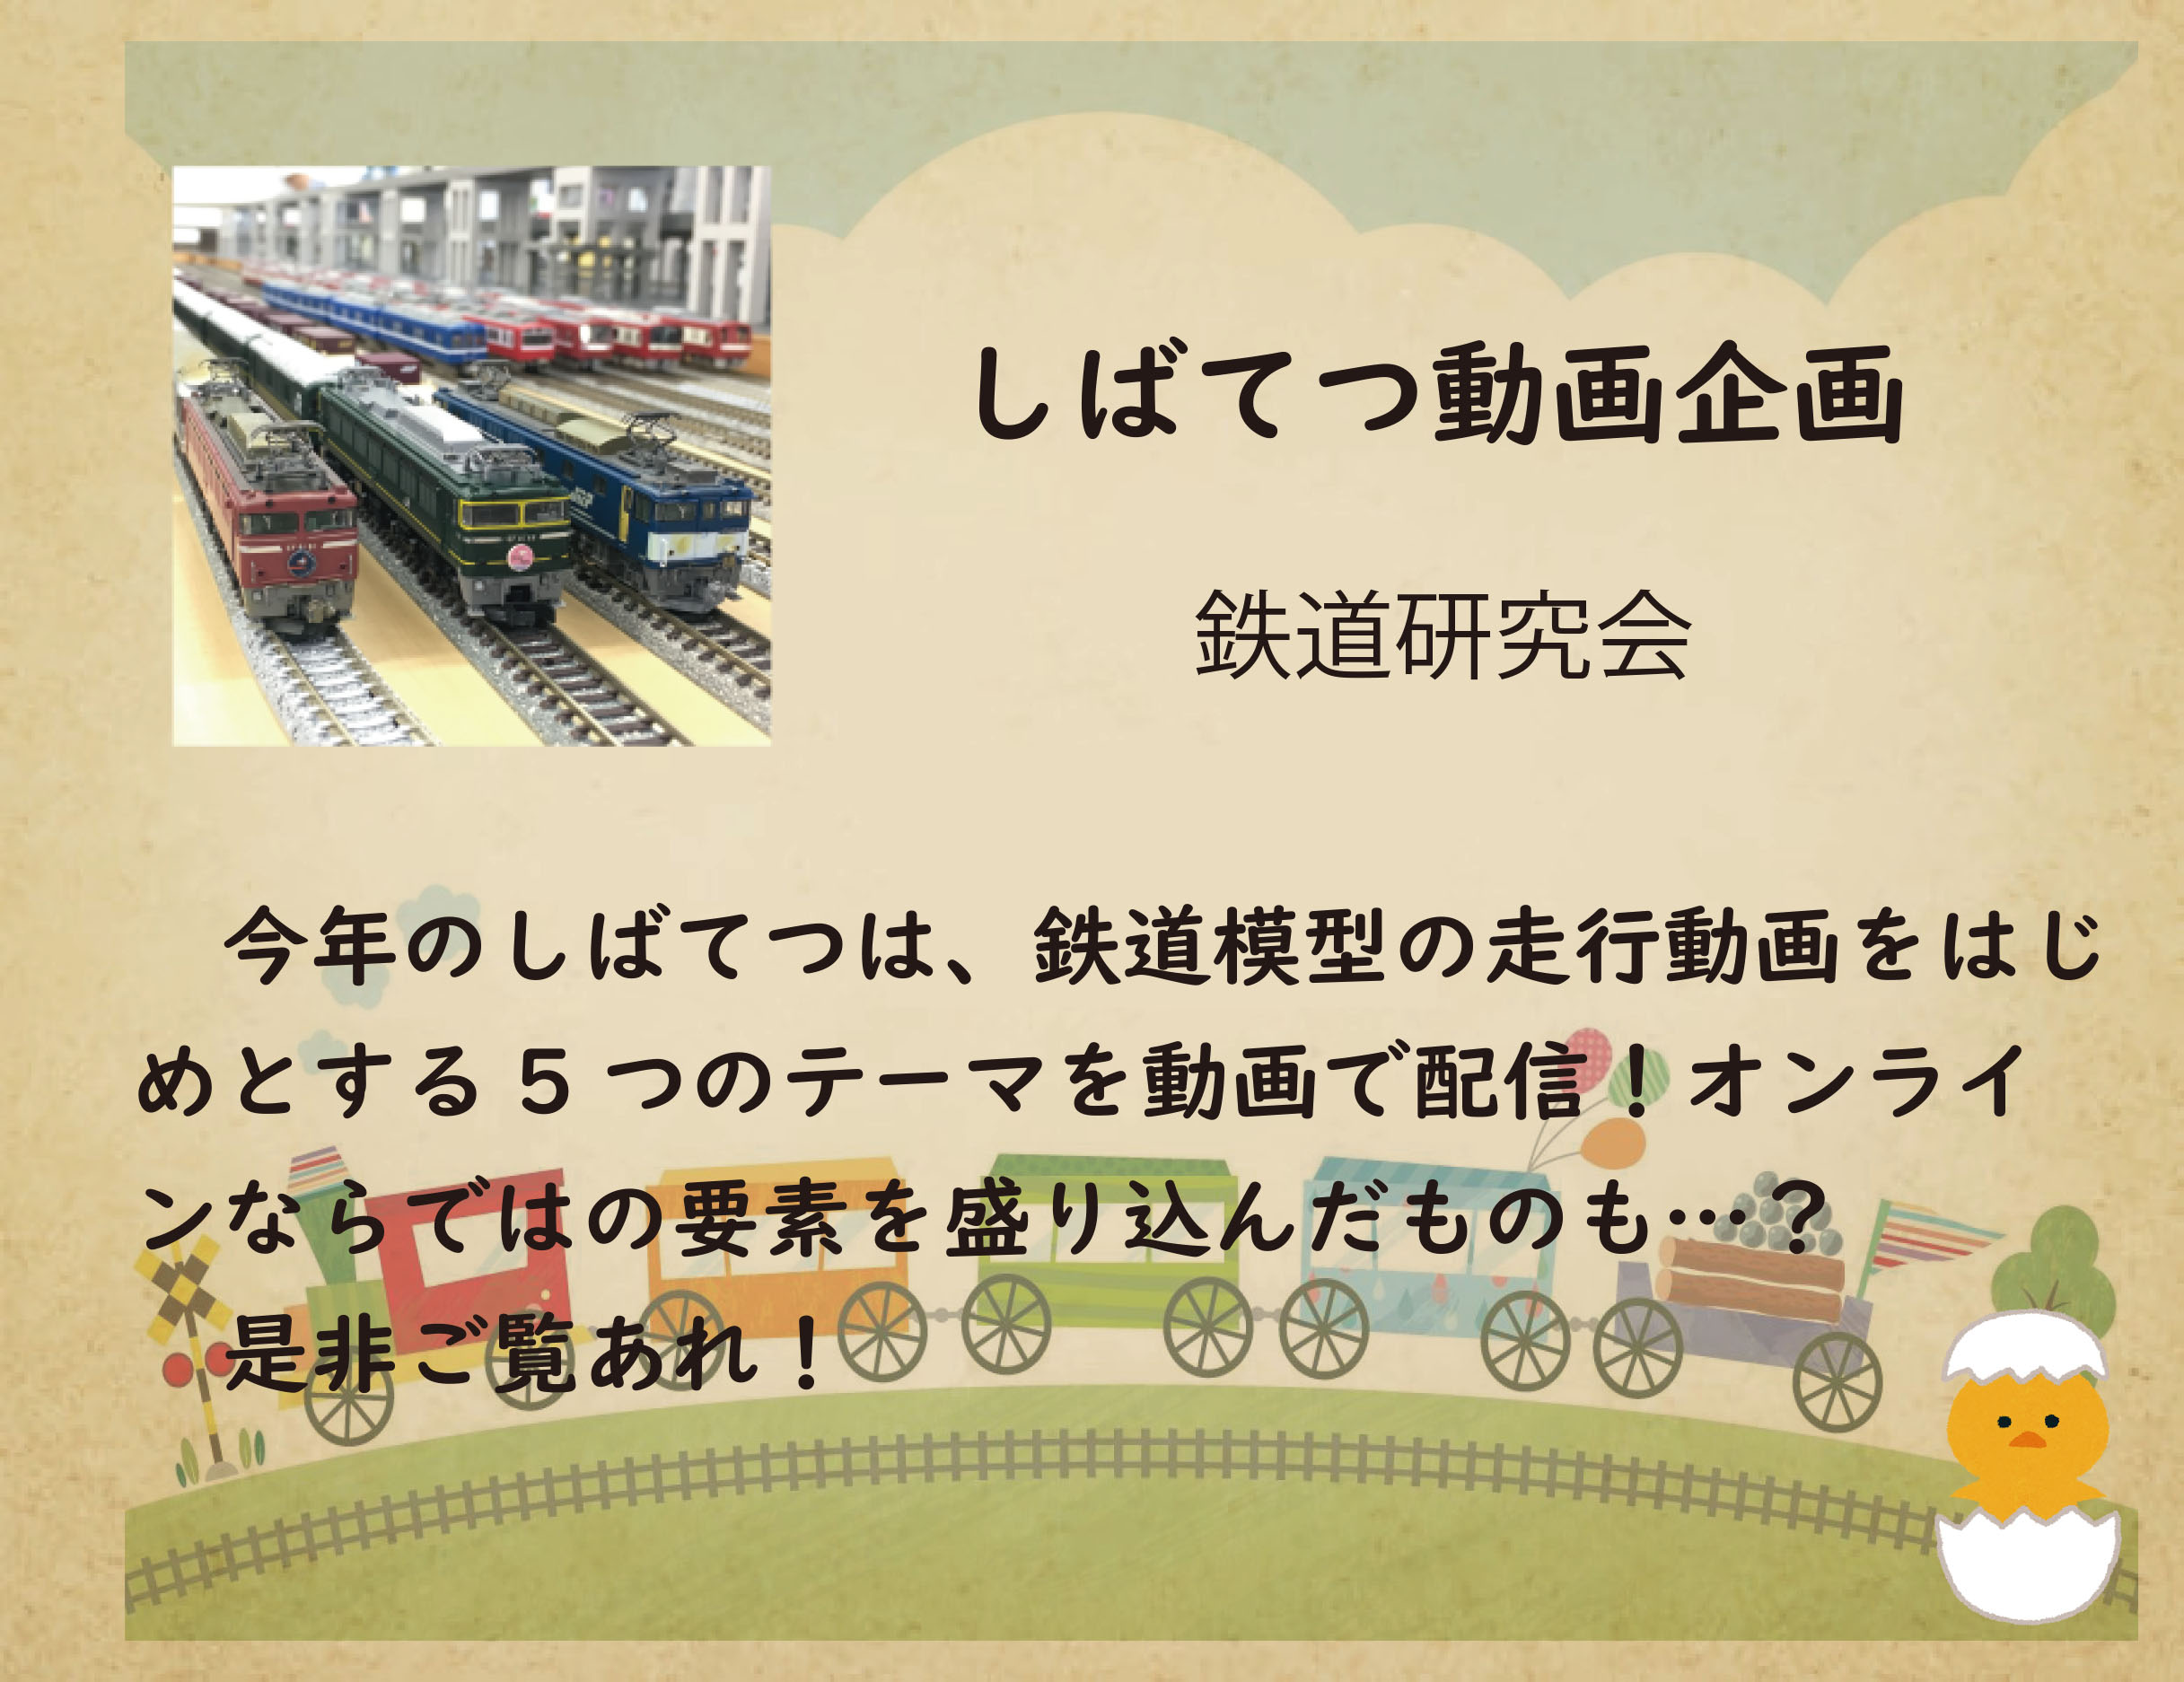 しばてつ動画企画
鉄道研究会
今年のしばてつは、鉄道模型の走行動画をはじ
めとする 5 つのテーマを動画で配信！オンライ
ンならではの要素を盛り込んだものも…？
是非ご覧あれ！